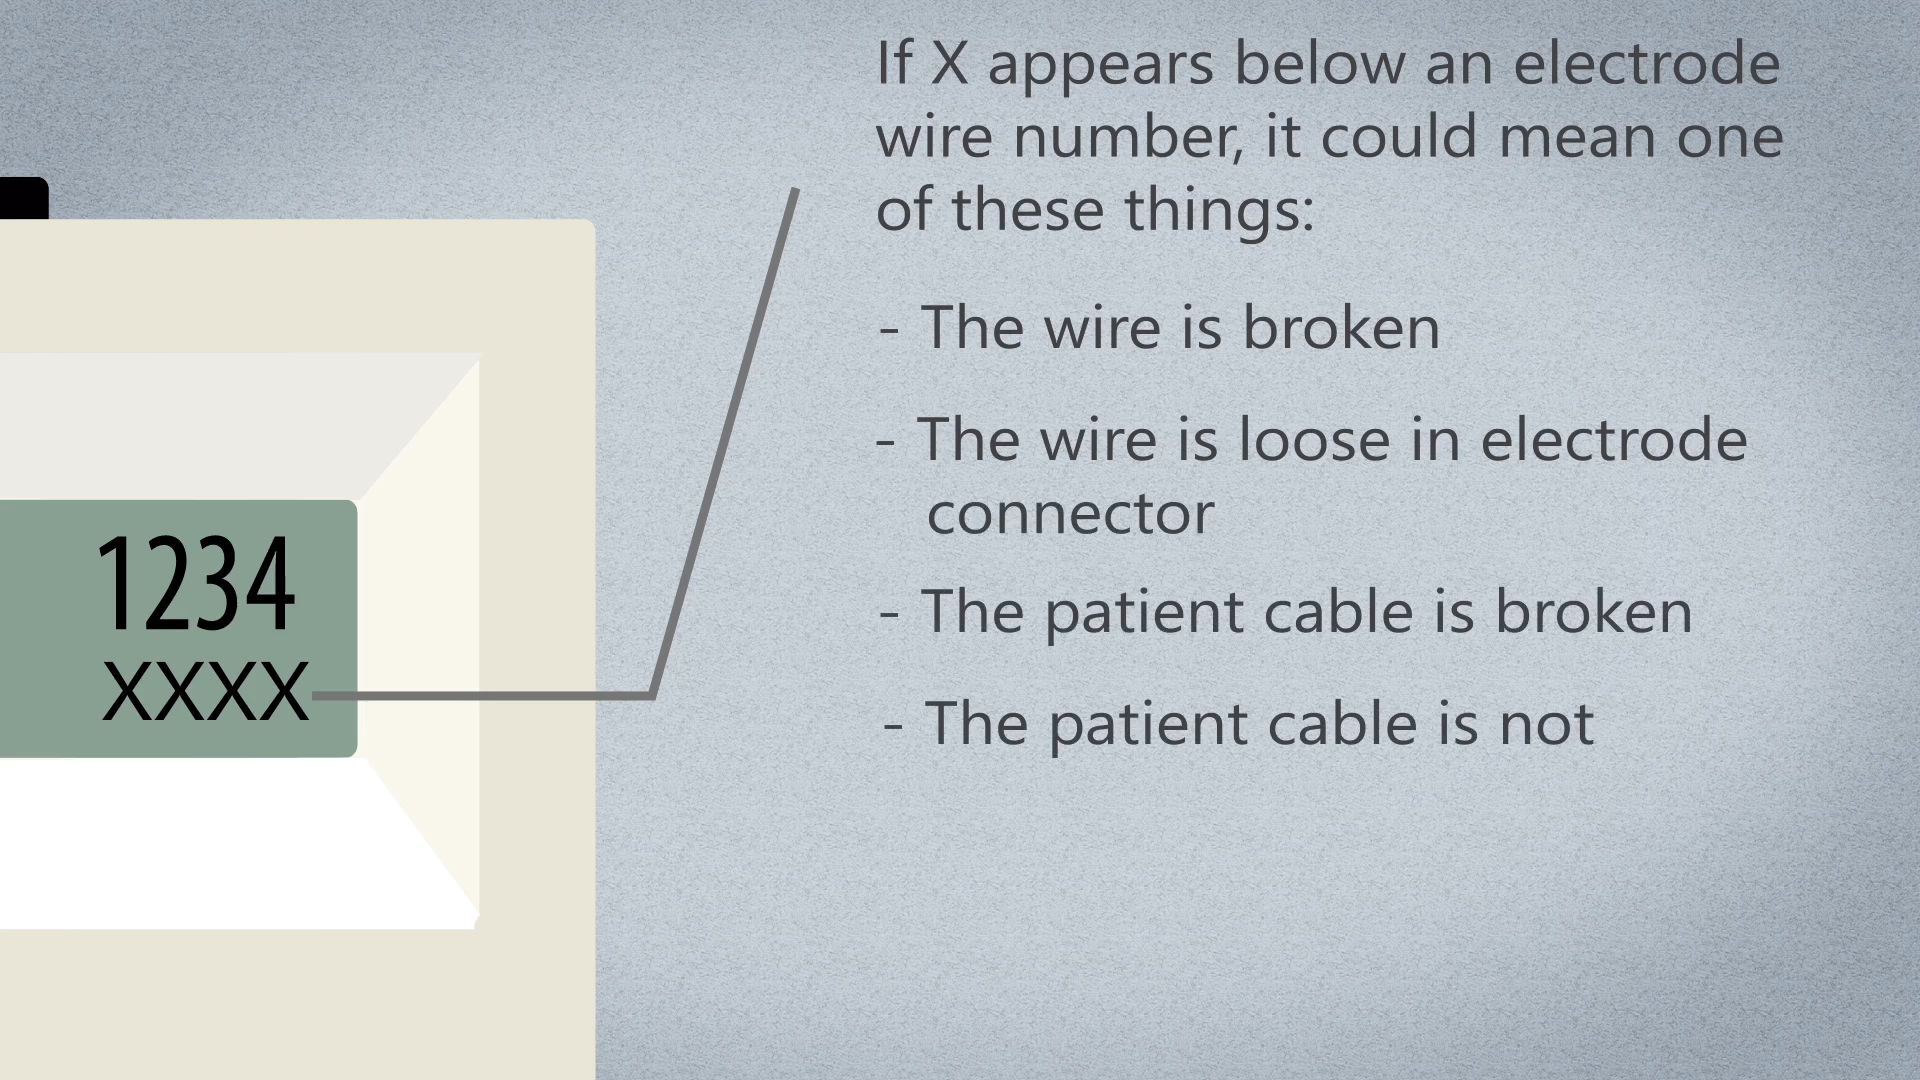 If X appears below an electrode
wire number, it could mean one
of these things:
- The wire is broken
- The wire is loose in electrode
connector
- The patient cable is broken
- The patient cable is not
1234
XXXX